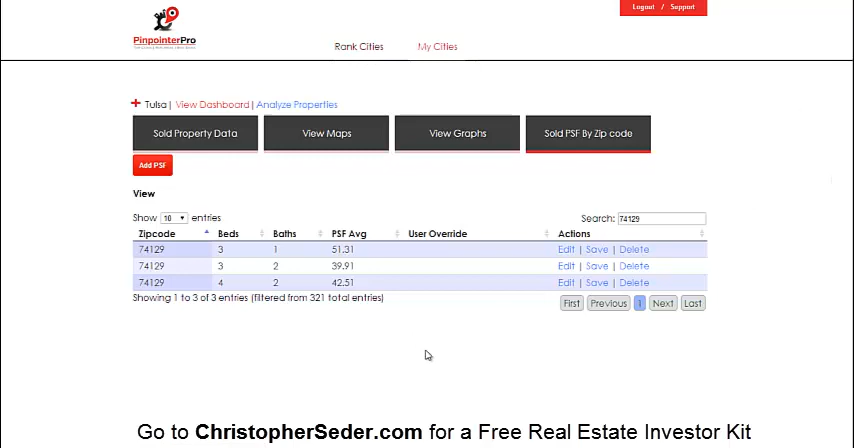 Logout / Support
PinpointerPro
Rank Cities My Cities
+ Tulsa| View Dashboard| Analyze Properties
Sold Property Data View Maps View Graphs Sold PSF By Zip code
Add PSF
View
Show 10 entries Search: 74129
Zipcode Beds Baths PSF Avg User Override Actions
74129 3 1 51.31 Edit | Save | Delete
74129 3 2 39.91 Edit | Save | Delete
74129 4 2 42.51 Edit | Save | Delete
Showing 1 to 3 of 3 entries (filtered from 321 total entries) First Previous 1 Next Last
Go to ChristopherSeder.com for a Free Real Estate Investor Kit